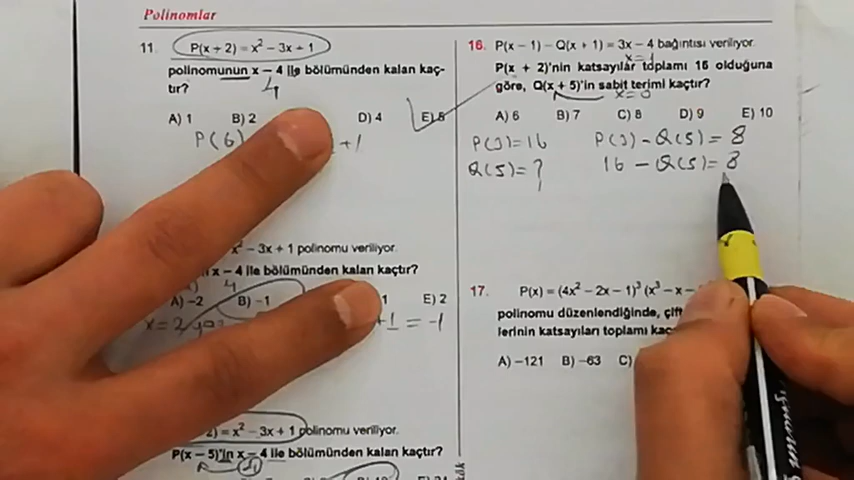 Polinomlar
11. P(x + 2) = x² − 3x + 1
polinomunun x − 4 ile bölümünden kalan kaç-
tır?
4
A) 1 B) 2 D) 4 E) 5
P(6) +1
x² − 3x + 1 polinomu veriliyor.
x − 4 ile bölümünden kalan kaçtır?
4
A) −2 B) −1 1 E) 2
x = 2 +1 = -1
2) = x² − 3x + 1 polinomu veriliyor.
P(x − 5)'in x − 4 ile bölümünden kalan kaçtır?
16. P(x − 1) − Q(x + 1) = 3x − 4 bağıntısı veriliyor.
x=1
P(x + 2)'nin katsayılar toplamı 16 olduğuna
göre, Q(x + 5)'in sabit terimi kaçtır?
x=0
A) 6 B) 7 C) 8 D) 9 E) 10
P(3) = 16 P(3) − Q(5) = 8
Q(5) = ? 16 − Q(5) = 8
17. P(x) = (4x² − 2x − 1)³ (x³ − x −
polinomu düzenlendiğinde, çift
lerinin katsayıları toplamı
A) −121 B) −63 C)